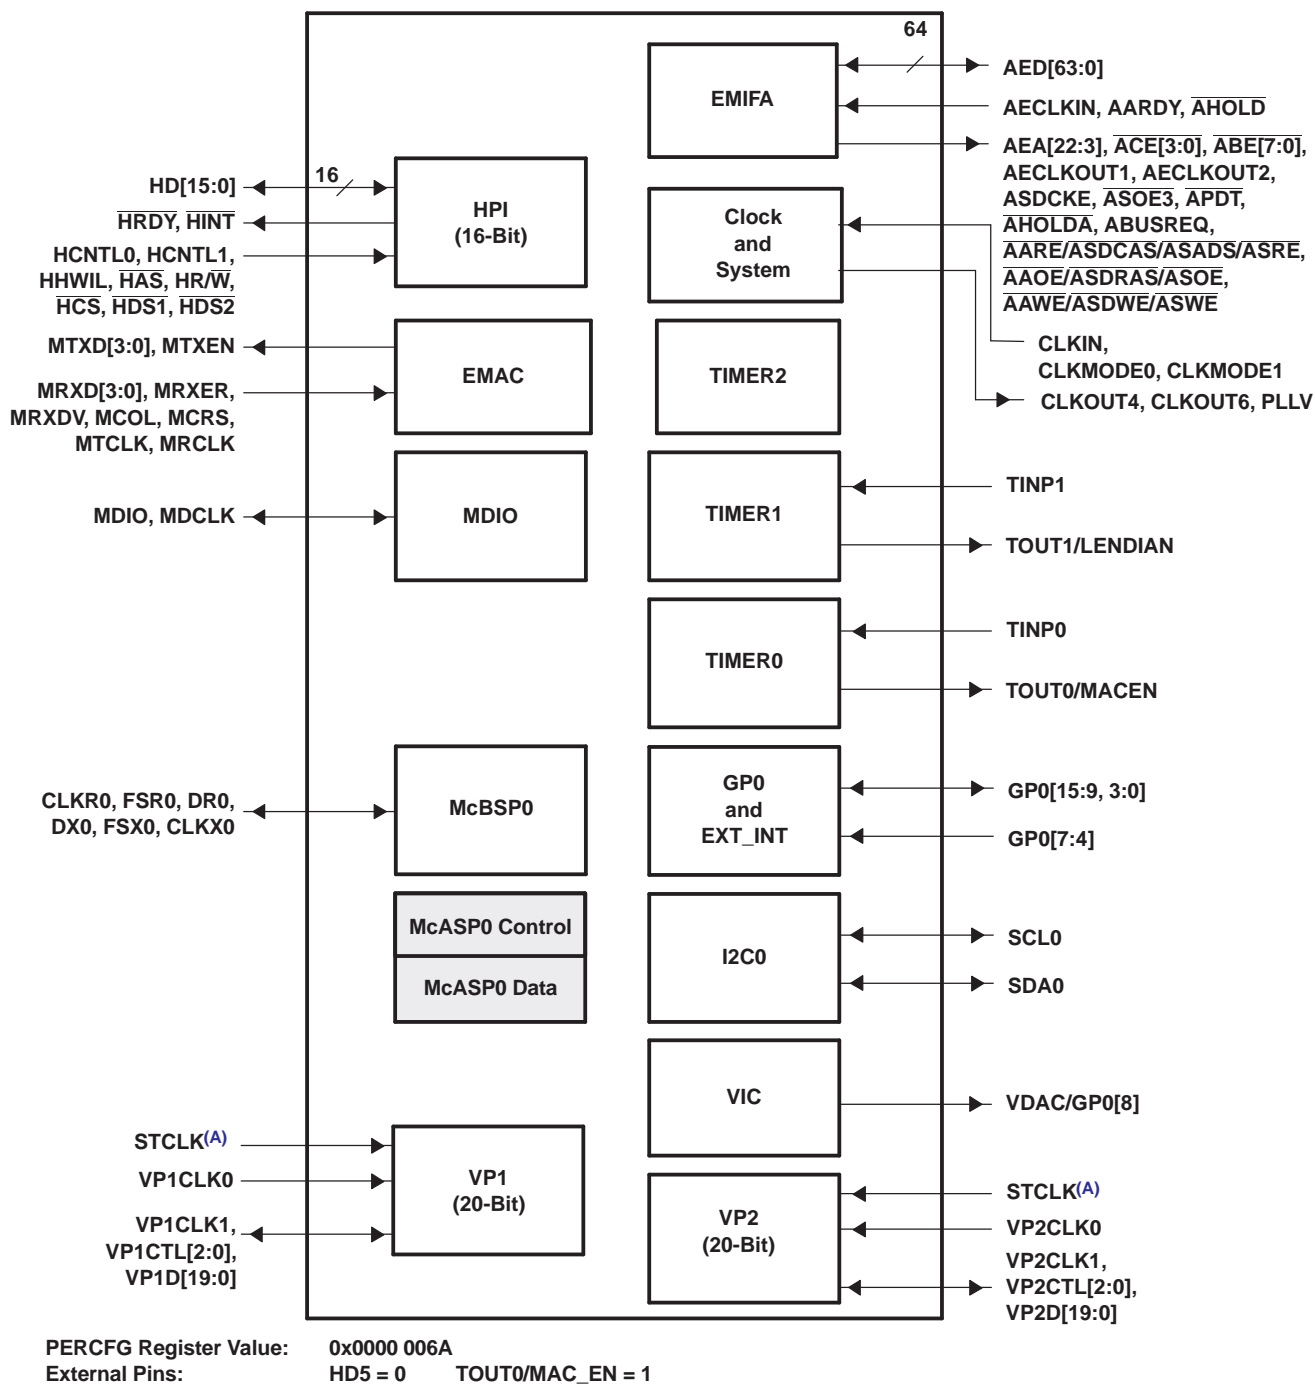 64
EMIFA
AED[63:0]
AECLKIN, AARDY, AHOLD
AEA[22:3], ACE[3:0], ABE[7:0],
AECLKOUT1, AECLKOUT2,
ASDCKE, ASOE3, APDT,
AHOLDA, ABUSREQ,
AARE/ASDCAS/ASADS/ASRE,
AAOE/ASDRAS/ASOE,
AAWE/ASDWE/ASWE
HD[15:0]
16
HRDY, HINT
HCNTL0, HCNTL1,
HHWIL, HAS, HR/W,
HCS, HDS1, HDS2
HPI
(16-Bit)
Clock
and
System
CLKIN,
CLKMODE0, CLKMODE1
CLKOUT4, CLKOUT6, PLLV
MTXD[3:0], MTXEN
MRXD[3:0], MRXER,
MRXDV, MCOL, MCRS,
MTCLK, MRCLK
EMAC
TIMER2
MDIO, MDCLK
MDIO
TIMER1
TINP1
TOUT1/LENDIAN
TIMER0
TINP0
TOUT0/MACEN
CLKR0, FSR0, DR0,
DX0, FSX0, CLKX0
McBSP0
GP0
and
EXT_INT
GP0[15:9, 3:0]
GP0[7:4]
McASP0 Control
McASP0 Data
I2C0
SCL0
SDA0
VIC
VDAC/GP0[8]
STCLK(A)
VP1CLK0
VP1CLK1,
VP1CTL[2:0],
VP1D[19:0]
VP1
(20-Bit)
VP2
(20-Bit)
STCLK(A)
VP2CLK0
VP2CLK1,
VP2CTL[2:0],
VP2D[19:0]
PERCFG Register Value: 0x0000 006A
External Pins: HD5 = 0 TOUT0/MAC_EN = 1